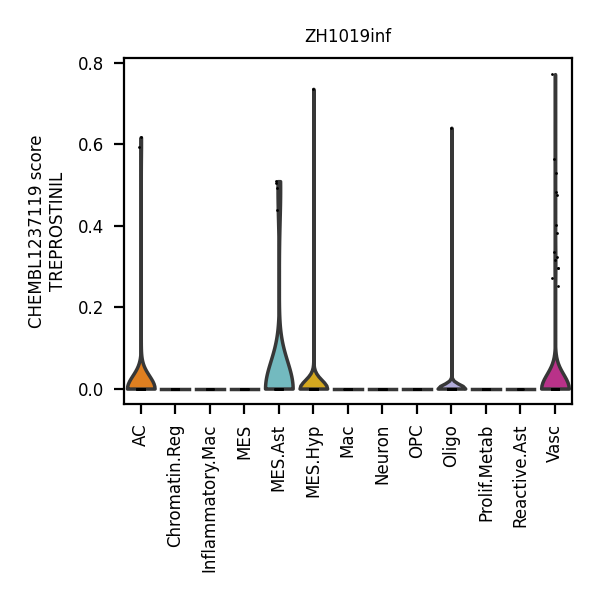 ZH1019inf
CHEMBL1237119 score
TREPROSTINIL
0.8
0.6
0.4
0.2
0.0
AC
Chromatin.Reg
Inflammatory.Mac
MES
MES.Ast
MES.Hyp
Mac
Neuron
OPC
Oligo
Prolif.Metab
Reactive.Ast
Vasc